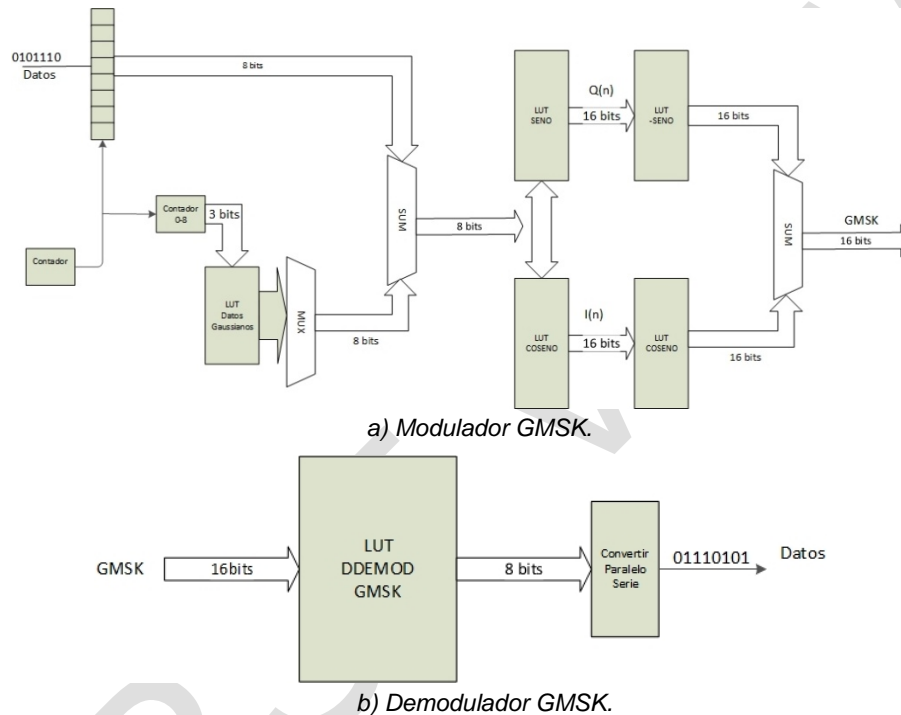 0101110
Datos
8 bits
Contador
0-8
3 bits
Contador
LUT
Datos
Gaussianos
MUX
8 bits
SUM
8 bits
LUT
SENO
Q(n)
16 bits
LUT
-SENO
16 bits
LUT
COSENO
I(n)
16 bits
LUT
COSENO
16 bits
SUM
GMSK
16 bits
a) Modulador GMSK.
GMSK
16bits
LUT
DDEMOD
GMSK
8 bits
Convertir
Paralelo
Serie
01110101
Datos
b) Demodulador GMSK.